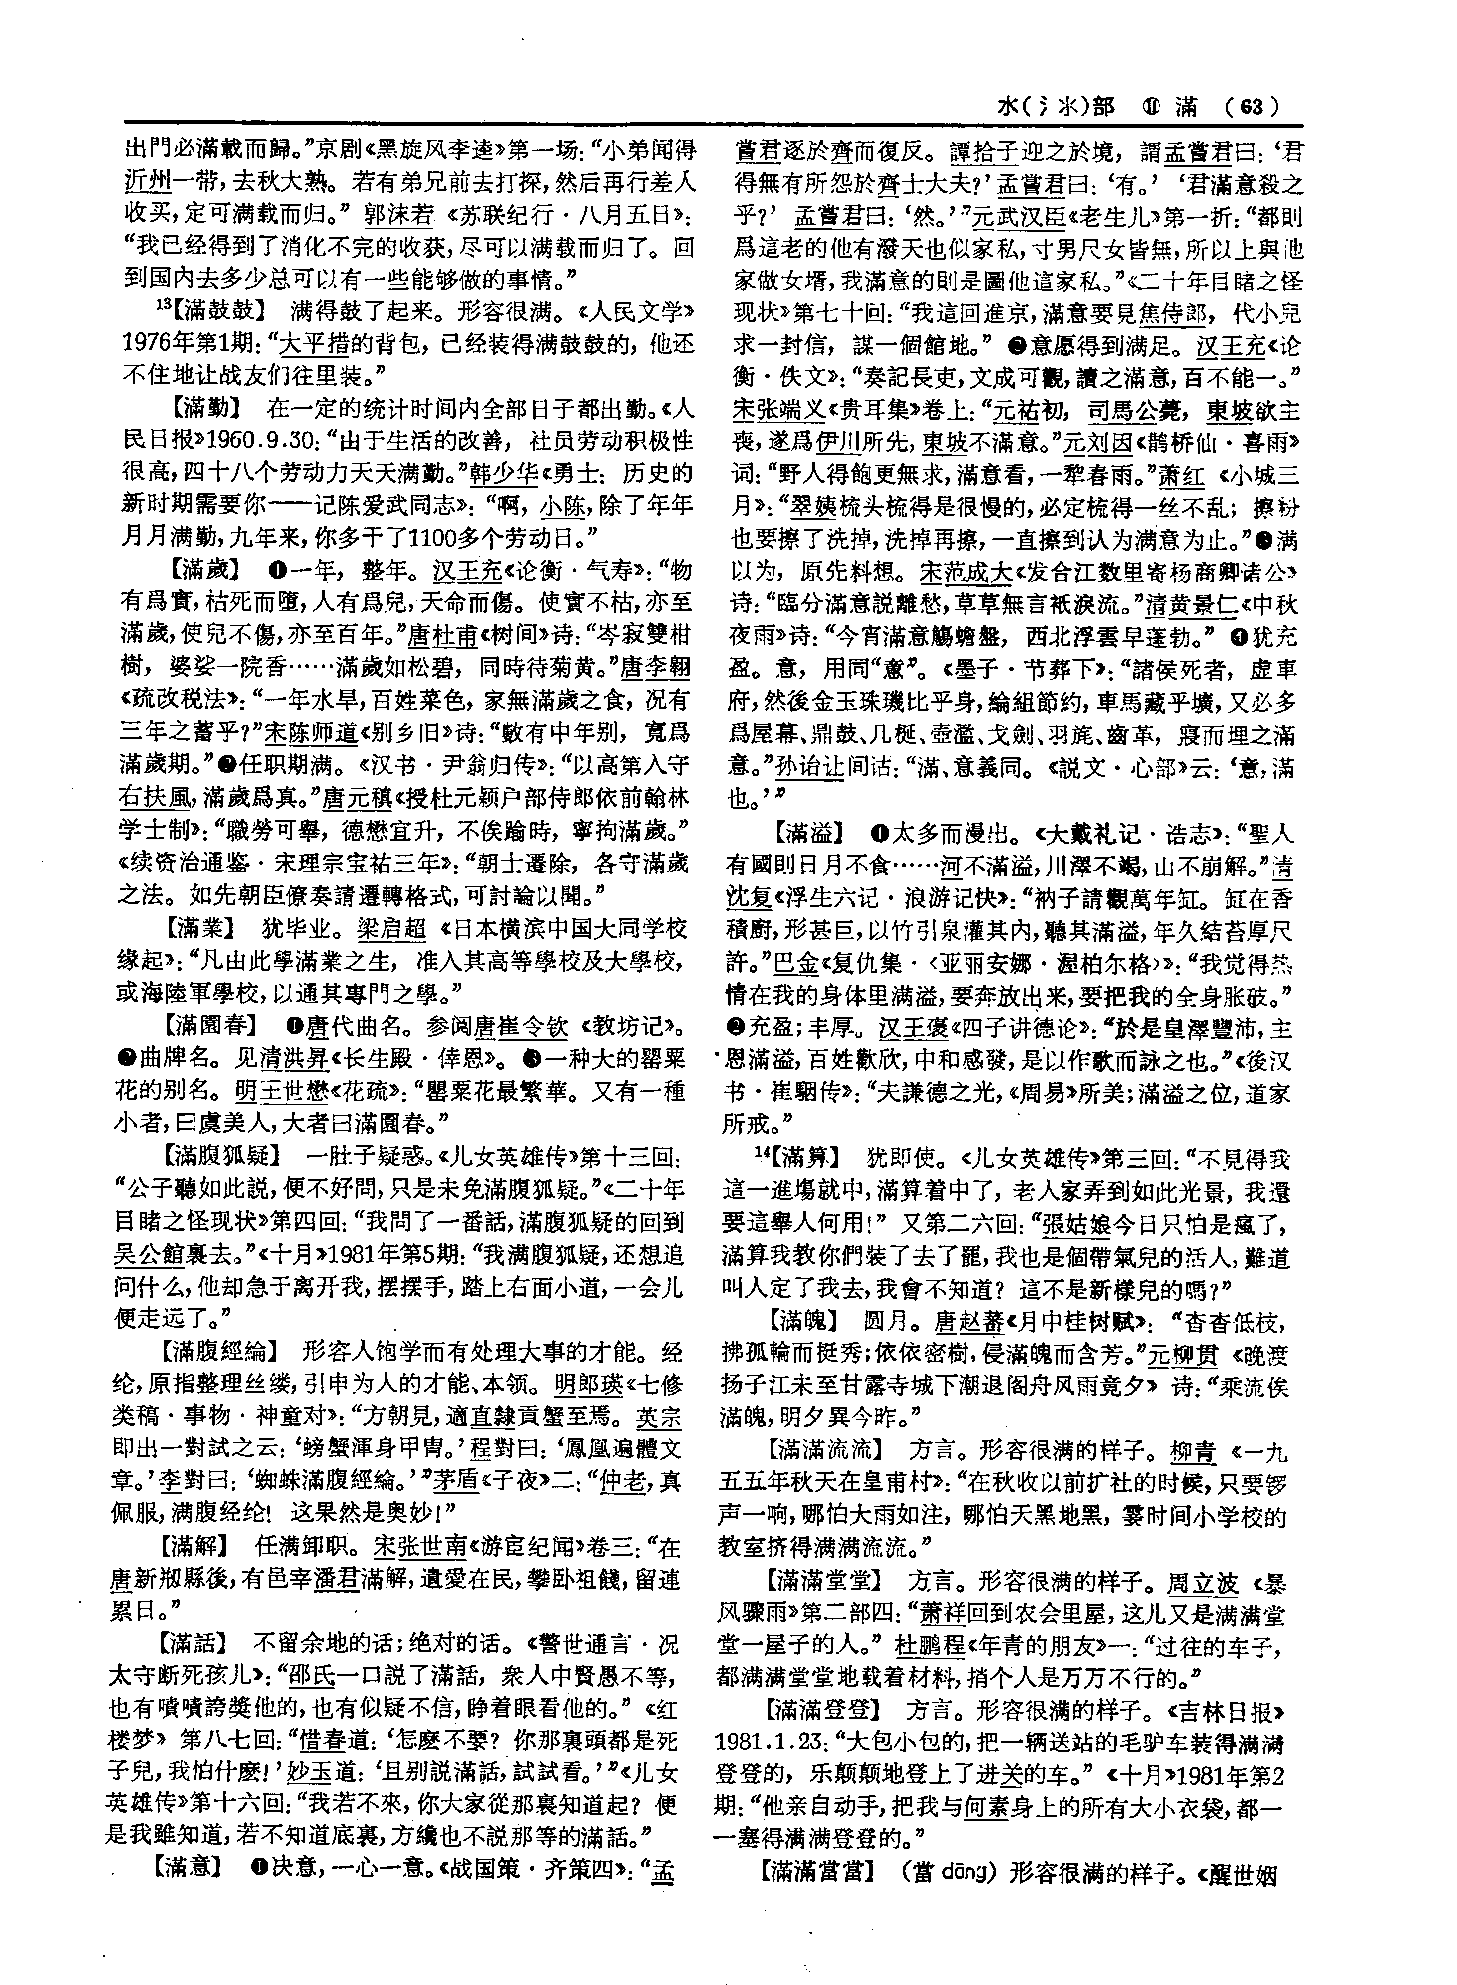 水(氵氺)部 ⑪ 滿 (63)
出門必滿載而歸。”京剧《黑旋风李逵》第一场:“小弟闻得
沂州一带,去秋大熟。若有弟兄前去打探,然后再行差人
收买,定可满载而归。”郭沫若《苏联纪行·八月五日》:
“我已经得到了消化不完的收获,尽可以满载而归了。回
到国内去多少总可以有一些能够做的事情。”
¹³【滿鼓鼓】 满得鼓了起来。形容很满。《人民文学》
1976年第1期:“大平措的背包,已经装得满鼓鼓的,他还
不住地让战友们往里装。”
【滿勤】 在一定的统计时间内全部日子都出勤。《人
民日报》1960.9.30:“由于生活的改善,社员劳动积极性
很高,四十八个劳动力天天满勤。”韩少华《勇士:历史的
新时期需要你——记陈爱武同志》:“啊,小陈,除了年年
月月满勤,九年来,你多干了1100多个劳动日。”
【滿歲】 ❶一年,整年。汉王充《论衡·气寿》:“物
有爲實,枯死而墮,人有爲兒,夭命而傷。使實不枯,亦至
滿歲,使兒不傷,亦至百年。”唐杜甫《树间》诗:“岑寂雙柑
樹,婆娑一院香……滿歲如松碧,同時待菊黄。”唐李翱
《疏改税法》:“一年水旱,百姓菜色,家無滿歲之食,况有
三年之蓄乎?”宋陈师道《别乡旧》诗:“數有中年别,寬爲
滿歲期。”❷任职期满。《汉书·尹翁归传》:“以高第入守
右扶風,滿歲爲真。”唐元稹《授杜元颖户部侍郎依前翰林
学士制》:“職勞可舉,德懋宜升,不俟踰時,寧拘滿歲。”
《续资治通鉴·宋理宗宝祐三年》:“朝士遷除,各守滿歲
之法。如先朝臣僚奏請遷轉格式,可討論以聞。”
【滿業】 犹毕业。梁启超《日本横滨中国大同学校
缘起》:“凡由此學滿業之生,准入其高等學校及大學校,
或海陸軍學校,以通其專門之學。”
【滿園春】 ❶唐代曲名。参阅唐崔令钦《教坊记》。
❷曲牌名。见清洪昇《长生殿·倖恩》。❸一种大的罂粟
花的别名。明王世懋《花疏》:“罌粟花最繁華。又有一種
小者,曰虞美人,大者曰滿園春。”
【滿腹狐疑】 一肚子疑惑。《儿女英雄传》第十三回:
“公子聽如此説,便不好問,只是未免滿腹狐疑。”《二十年
目睹之怪现状》第四回:“我問了一番話,滿腹狐疑的回到
吴公館裏去。”《十月》1981年第5期:“我满腹狐疑,还想追
问什么,他却急于离开我,摆摆手,踏上右面小道,一会儿
便走远了。”
【滿腹經綸】 形容人饱学而有处理大事的才能。经
纶,原指整理丝缕,引申为人的才能、本领。明郎瑛《七修
类稿·事物·神童对》:“方朝見,適直隸貢蟹至焉。英宗
即出一對試之云:‘螃蟹渾身甲胄。’程對曰:‘鳳凰遍體文
章。’李對曰:‘蜘蛛滿腹經綸。’”茅盾《子夜》二:“仲老,真
佩服,满腹经纶!这果然是奥妙!”
【滿解】 任满卸职。宋张世南《游宦纪闻》卷三:“在
唐新剏縣後,有邑宰潘君滿解,遺愛在民,攀卧祖餞,留連
累日。”
【滿話】 不留余地的话;绝对的话。《警世通言·况
太守断死孩儿》:“邵氏一口説了滿話,衆人中賢愚不等,
也有嘖嘖誇獎他的,也有似疑不信,睁着眼看他的。”《红
楼梦》第八七回:“惜春道:‘怎麽不要?你那裏頭都是死
子兒,我怕什麽!’妙玉道:‘且别説滿話,試試看。’”《儿女
英雄传》第十六回:“我若不來,你大家從那裏知道起?便
是我雖知道,若不知道底裏,方纔也不説那等的滿話。”
【滿意】 ❶决意,一心一意。《战国策·齐策四》:“孟
嘗君逐於齊而復反。譚拾子迎之於境,謂孟嘗君曰:‘君
得無有所怨於齊士大夫?’孟嘗君曰:‘有。’‘君滿意殺之
乎?’孟嘗君曰:‘然。’”元武汉臣《老生儿》第一折:“都則
爲這老的他有潑天也似家私,寸男尺女皆無,所以上與他
家做女壻,我滿意的則是圖他這家私。”《二十年目睹之怪
现状》第七十回:“我這回進京,滿意要見焦侍郎,代小兒
求一封信,謀一個館地。”❷意愿得到满足。汉王充《论
衡·佚文》:“奏記長吏,文成可觀,讀之滿意,百不能一。”
宋张端义《贵耳集》卷上:“元祐初,司馬公薨,東坡欲主
喪,遂爲伊川所先,東坡不滿意。”元刘因《鹊桥仙·喜雨》
词:“野人得飽更無求,滿意看,一犂春雨。”萧红《小城三
月》:“翠姨梳头梳得是很慢的,必定梳得一丝不乱;擦粉
也要擦了洗掉,洗掉再擦,一直擦到认为满意为止。”❸满
以为,原先料想。宋范成大《发合江数里寄杨商卿诸公》
诗:“臨分滿意説離愁,草草無言衹淚流。”清黄景仁《中秋
夜雨》诗:“今宵滿意觴蟾盤,西北浮雲早蓬勃。”❹犹充
盈。意,用同“𢡃”。《墨子·节葬下》:“諸侯死者,虚車
府,然後金玉珠璣比乎身,綸組節約,車馬藏乎壙,又必多
爲屋幕、鼎鼓、几梴、壺濫、戈劍、羽旄、齒革,寢而埋之滿
意。”孙诒让间诂:“滿、意義同。《説文·心部》云:‘意,滿
也。’”
【滿溢】 ❶太多而漫出。《大戴礼记·诰志》:“聖人
有國則日月不食……河不滿溢,川澤不竭,山不崩解。”清
沈复《浮生六记·浪游记快》:“衲子請觀萬年缸。缸在香
積廚,形甚巨,以竹引泉灌其内,聽其滿溢,年久結苔厚尺
許。”巴金《复仇集·〈亚丽安娜·渥柏尔格〉》:“我觉得热
情在我的身体里满溢,要奔放出来,要把我的全身胀破。”
❷充盈;丰厚。汉王褒《四子讲德论》:“於是皇澤豐沛,主
恩滿溢,百姓歡欣,中和感發,是以作歌而詠之也。”《後汉
书·崔駰传》:“夫謙德之光,《周易》所美;滿溢之位,道家
所戒。”
¹⁴【滿算】 犹即使。《儿女英雄传》第三回:“不見得我
這一進塲就中,滿算着中了,老人家弄到如此光景,我還
要這舉人何用!”又第二六回:“張姑娘今日只怕是瘋了,
滿算我教你們裝了去了罷,我也是個帶氣兒的活人,難道
叫人定了我去,我會不知道?這不是新樣兒的嗎?”
【滿魄】 圆月。唐赵蕃《月中桂树赋》:“杳杳低枝,
拂孤輪而挺秀;依依密樹,侵滿魄而含芳。”元柳贯《晚渡
扬子江未至甘露寺城下潮退阁舟风雨竟夕》诗:“乘流俟
滿魄,明夕異今昨。”
【滿滿流流】 方言。形容很满的样子。柳青《一九
五五年秋天在皇甫村》:“在秋收以前扩社的时候,只要锣
声一响,哪怕大雨如注,哪怕天黑地黑,霎时间小学校的
教室挤得满满流流。”
【滿滿堂堂】 方言。形容很满的样子。周立波《暴
风骤雨》第二部四:“萧祥回到农会里屋,这儿又是满满堂
堂一屋子的人。”杜鹏程《年青的朋友》一:“过往的车子,
都满满堂堂地载着材料,捎个人是万万不行的。”
【滿滿登登】 方言。形容很满的样子。《吉林日报》
1981.1.23:“大包小包的,把一辆送站的毛驴车装得满满
登登的,乐颠颠地登上了进关的车。”《十月》1981年第2
期:“他亲自动手,把我与何素身上的所有大小衣袋,都一
一塞得满满登登的。”
【滿滿當當】 (當 dāng)形容很满的样子。《醒世姻